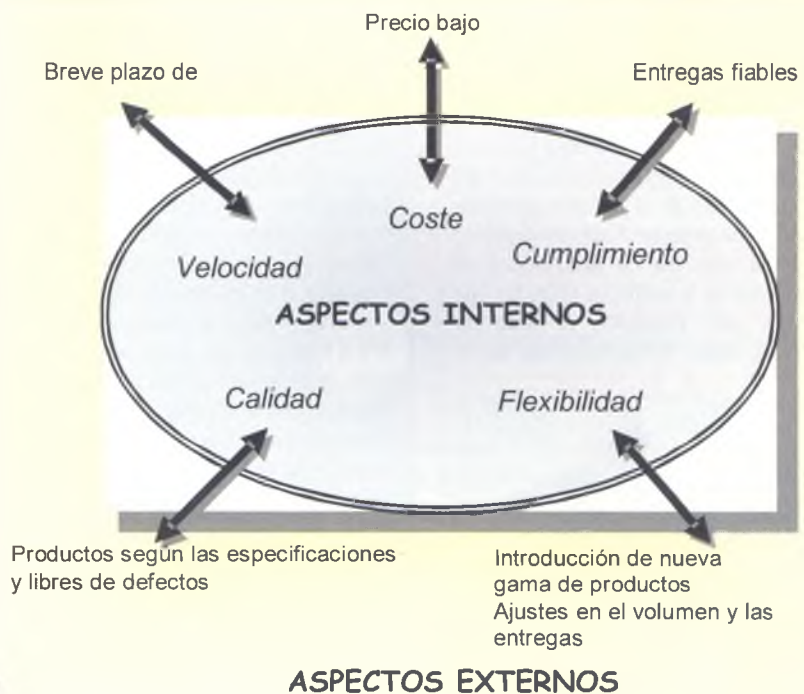 Precio bajo
Breve plazo de
Entregas fiables
Coste
Velocidad
Cumplimiento
ASPECTOS INTERNOS
Calidad
Flexibilidad
Productos según las especificaciones
y libres de defectos
Introducción de nueva
gama de productos
Ajustes en el volumen y las
entregas
ASPECTOS EXTERNOS